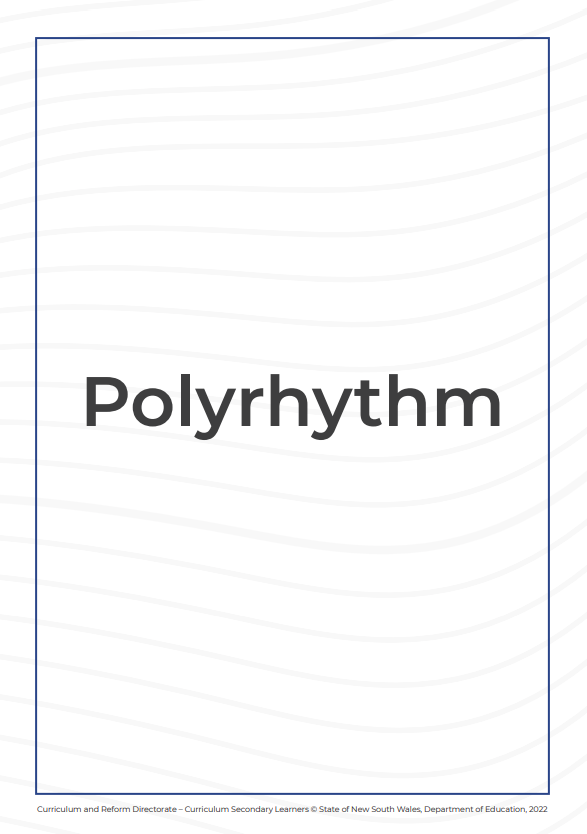 Polyrhythm
Curriculum and Reform Directorate – Curriculum Secondary Learners © State of New South Wales, Department of Education, 2022